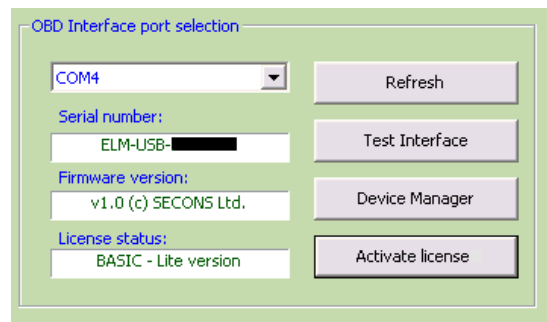 OBD Interface port selection
COM4
Refresh
Serial number:
ELM-USB-
Test Interface
Firmware version:
v1.0 (c) SECONS Ltd.
Device Manager
License status:
BASIC - Lite version
Activate license